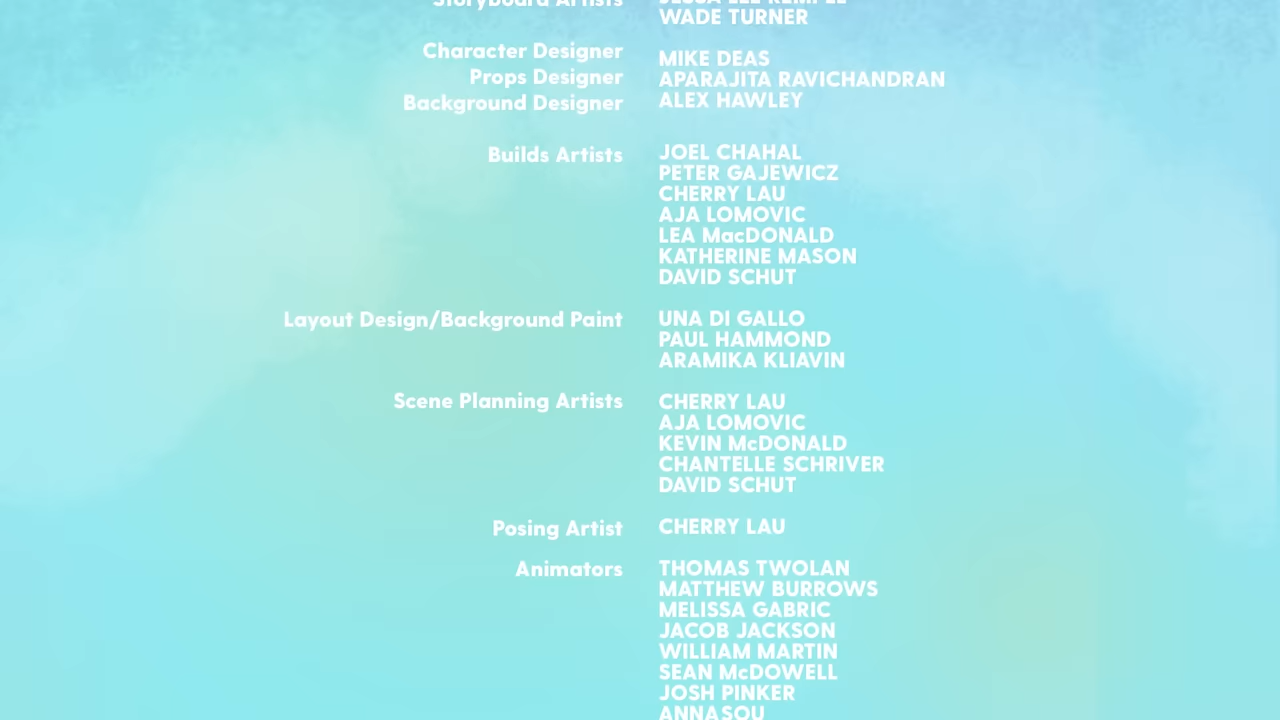 Storyboard Artists
WADE TURNER
Character Designer MIKE DEAS
Props Designer APARAJITA RAVICHANDRAN
Background Designer ALEX HAWLEY
Builds Artists JOEL CHAHAL
PETER GAJEWICZ
CHERRY LAU
AJA LOMOVIC
LEA MacDONALD
KATHERINE MASON
DAVID SCHUT
Layout Design/Background Paint UNA DI GALLO
PAUL HAMMOND
ARAMIKA KLIAVIN
Scene Planning Artists CHERRY LAU
AJA LOMOVIC
KEVIN McDONALD
CHANTELLE SCHRIVER
DAVID SCHUT
Posing Artist CHERRY LAU
Animators THOMAS TWOLAN
MATTHEW BURROWS
MELISSA GABRIC
JACOB JACKSON
WILLIAM MARTIN
SEAN McDOWELL
JOSH PINKER
ANNASOU